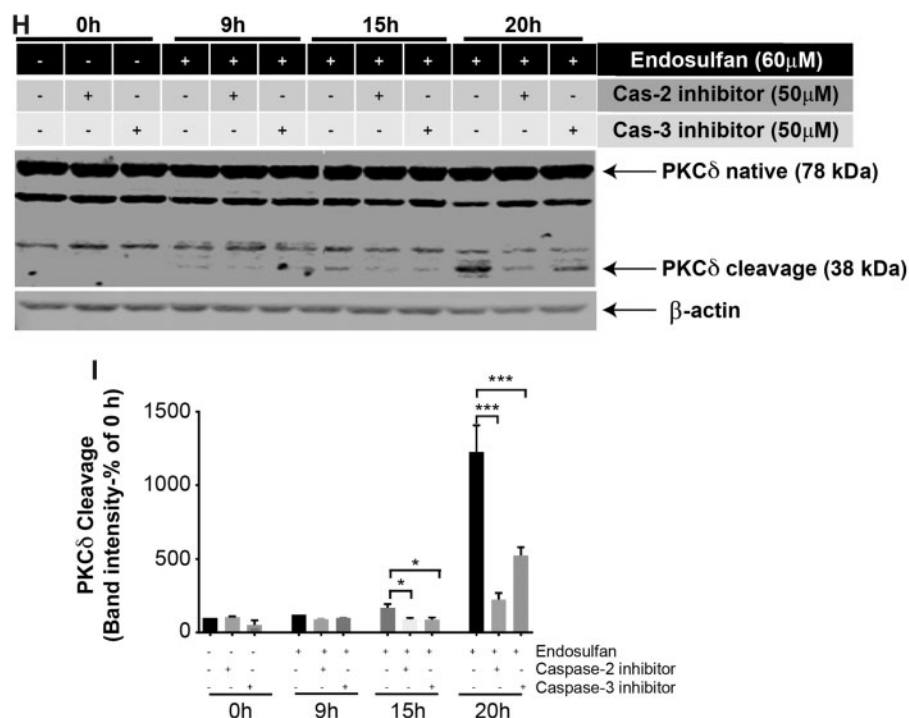 H 0h 9h 15h 20h
- - - + + + + + + + + + Endosulfan (60μM)
- + - - + - - + - - + - Cas-2 inhibitor (50μM)
- - + - - + - - + - - + Cas-3 inhibitor (50μM)
PKCδ native (78 kDa)
PKCδ cleavage (38 kDa)
β-actin
I
PKCδ Cleavage
(Band intensity-% of 0 h)
1500
1000
500
0
*
*
***
***
- - - + + + + + + + + + Endosulfan
- + - - + - - + - - + - Caspase-2 inhibitor
- - + - - + - - + - - + Caspase-3 inhibitor
0h 9h 15h 20h